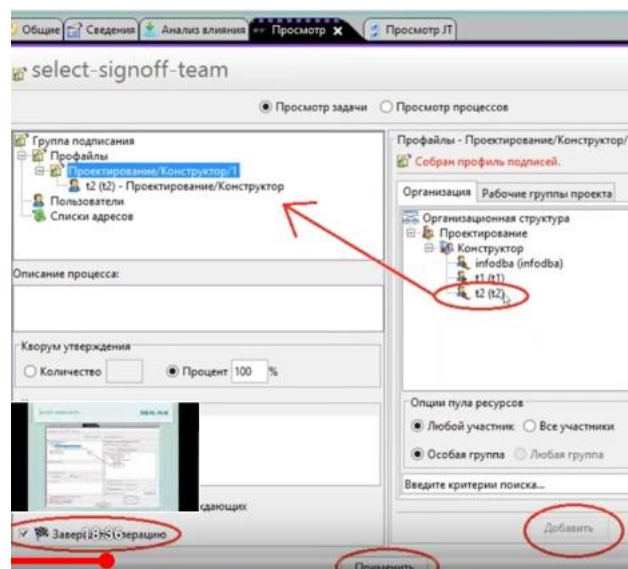 Общие Сведения Анализ влияния Просмотр Просмотр JT
select-signoff-team
Просмотр задачи Просмотр процессов
Группа подписания
Профайлы
Проектирование/Конструктор/1
t2 (t2) - Проектирование/Конструктор
Пользователи
Списки адресов
Описание процесса:
Кворум утверждения
Количество Процент 100 %
ждающих
18:36
Применить
Профайлы - Проектирование/Конструктор/
Собран профиль подписей.
Организация Рабочие группы проекта
Организационная структура
Проектирование
Конструктор
infodba (infodba)
t1 (t1)
t2 (t2)
Опции пула ресурсов
Любой участник Все участники
Особая группа Любая группа
Введите критерии поиска...
Добавить